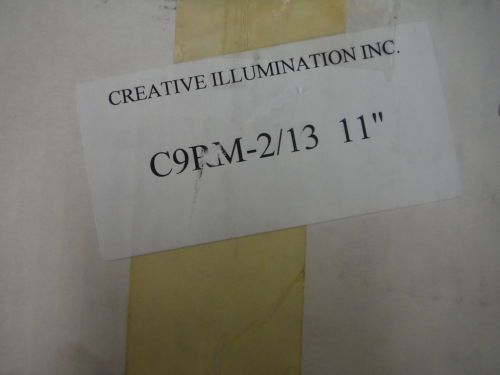 CREATIVE ILLUMINATION INC.
C9RM-2/13 11"